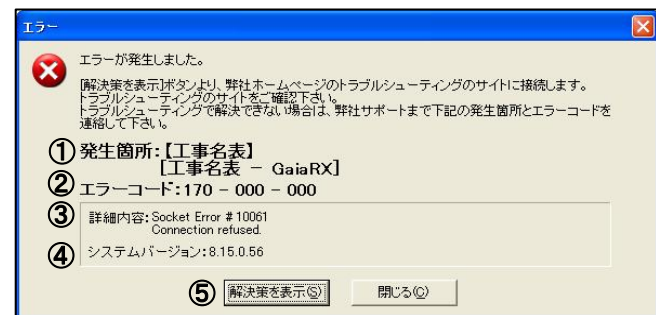 エラー
エラーが発生しました。
[解決策を表示]ボタンより、弊社ホームページのトラブルシューティングのサイトに接続します。
トラブルシューティングのサイトをご確認下さい。
トラブルシューティングで解決できない場合は、弊社サポートまで下記の発生箇所とエラーコードを
連絡して下さい。
①発生箇所:【工事名表】
[工事名表 - GaiaRX]
②エラーコード:170 - 000 - 000
③詳細内容:Socket Error # 10061
Connection refused.
④システムバージョン:8.15.0.56
⑤解決策を表示(S) 閉じる(C)